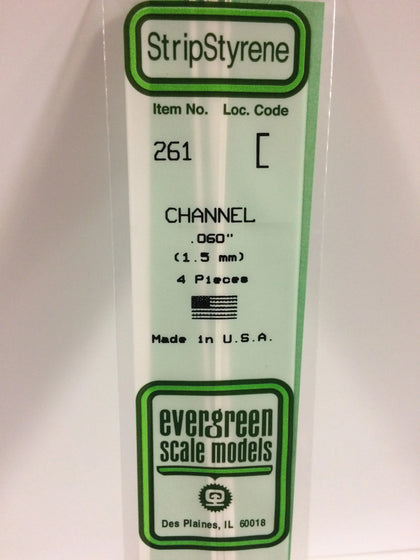 StripStyrene
Item No. Loc. Code
261
CHANNEL
.060"
(1.5 mm)
4 Pieces
Made in U.S.A.
evergreen
scale models
Des Plaines, IL 60018